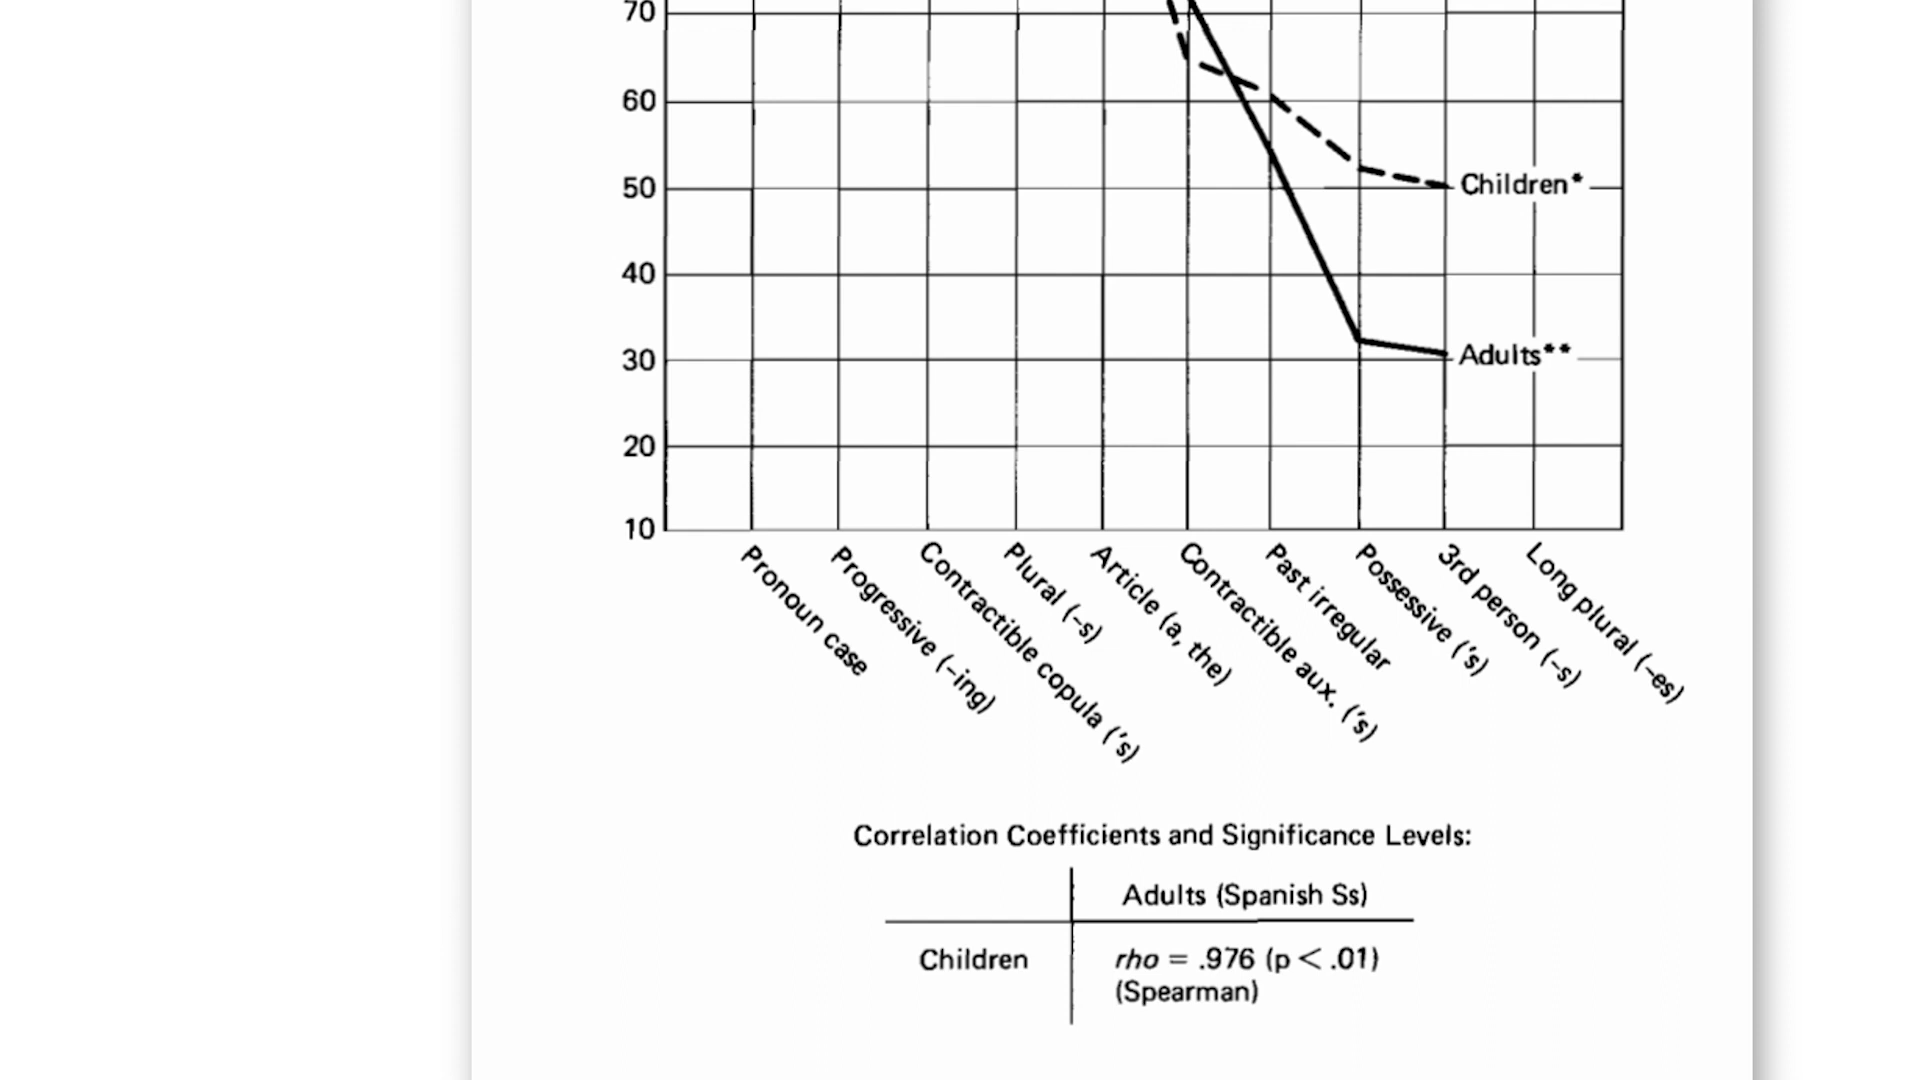 70
60
50
40
30
20
10
Children*
Adults**
Pronoun case
Progressive (-ing)
Contractible copula ('s)
Plural (-s)
Article (a, the)
Contractible aux. ('s)
Past irregular
Possessive ('s)
3rd person (-s)
Long plural (-es)
Correlation Coefficients and Significance Levels:
Adults (Spanish Ss)
Children
rho = .976 (p < .01)
(Spearman)